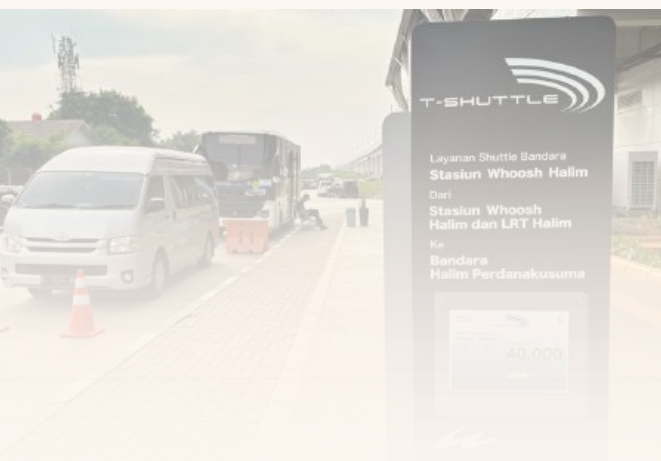 T-SHUTTLE
Layanan Shuttle Bandara
Stasiun Whoosh Halim
Dari
Stasiun Whoosh
Halim dan LRT Halim
Ke
Bandara
Halim Perdanakusuma
40.000